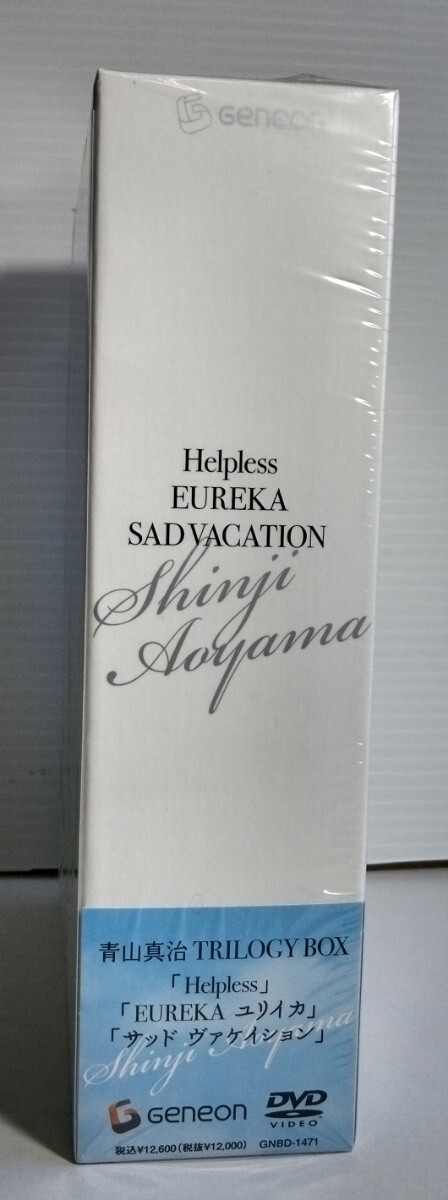 GENEON
Helpless
EUREKA
SAD VACATION
Shinji
Aoyama
青山真治 TRILOGY BOX
「Helpless」
「EUREKA ユリイカ」
「サッド ヴァケイション」
Shinji Aoyama
GENEON
DVD
VIDEO
税込¥12,600(税抜¥12,000)
GNBD-1471